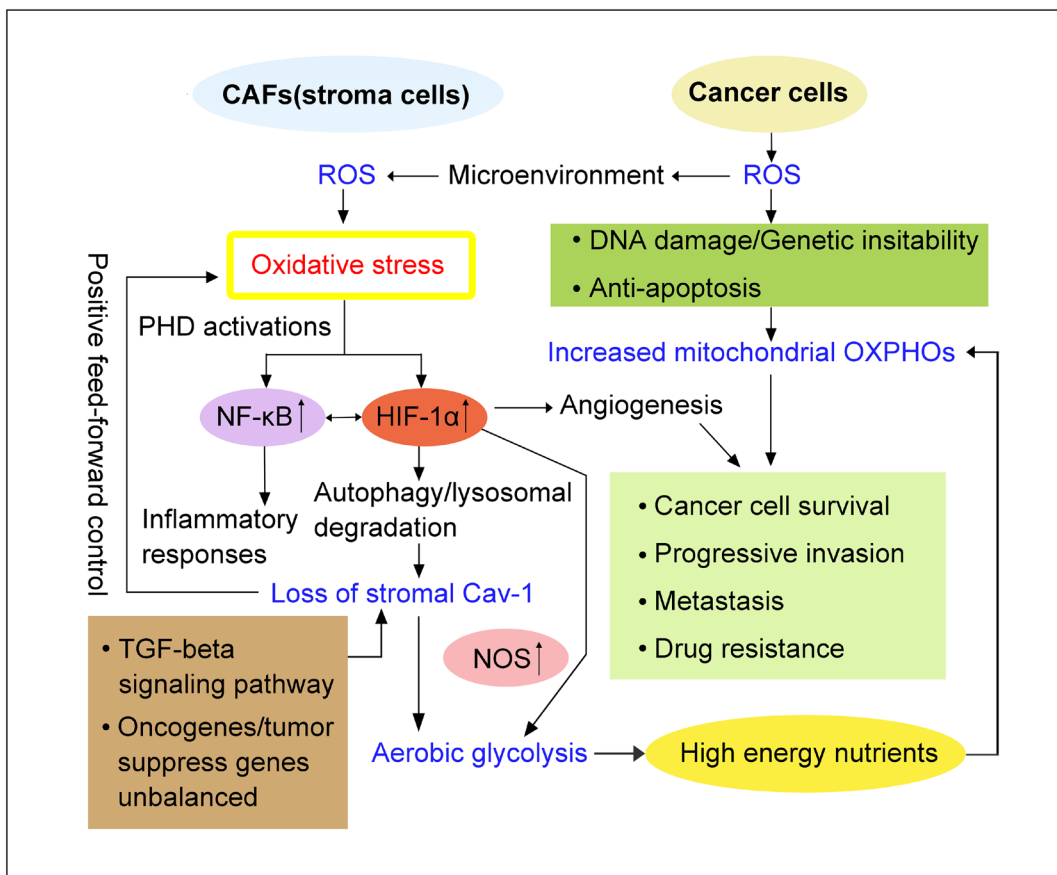 CAFs(stroma cells)
Cancer cells
ROS
Microenvironment
ROS
• DNA damage/Genetic insitability
• Anti-apoptosis
Oxidative stress
Positive feed-forward control
PHD activations
Increased mitochondrial OXPHOs
NF-κB↑
HIF-1α↑
Angiogenesis
Autophagy/lysosomal
degradation
Inflammatory
responses
• Cancer cell survival
• Progressive invasion
• Metastasis
• Drug resistance
Loss of stromal Cav-1
• TGF-beta
signaling pathway
• Oncogenes/tumor
suppress genes
unbalanced
NOS↑
Aerobic glycolysis
High energy nutrients